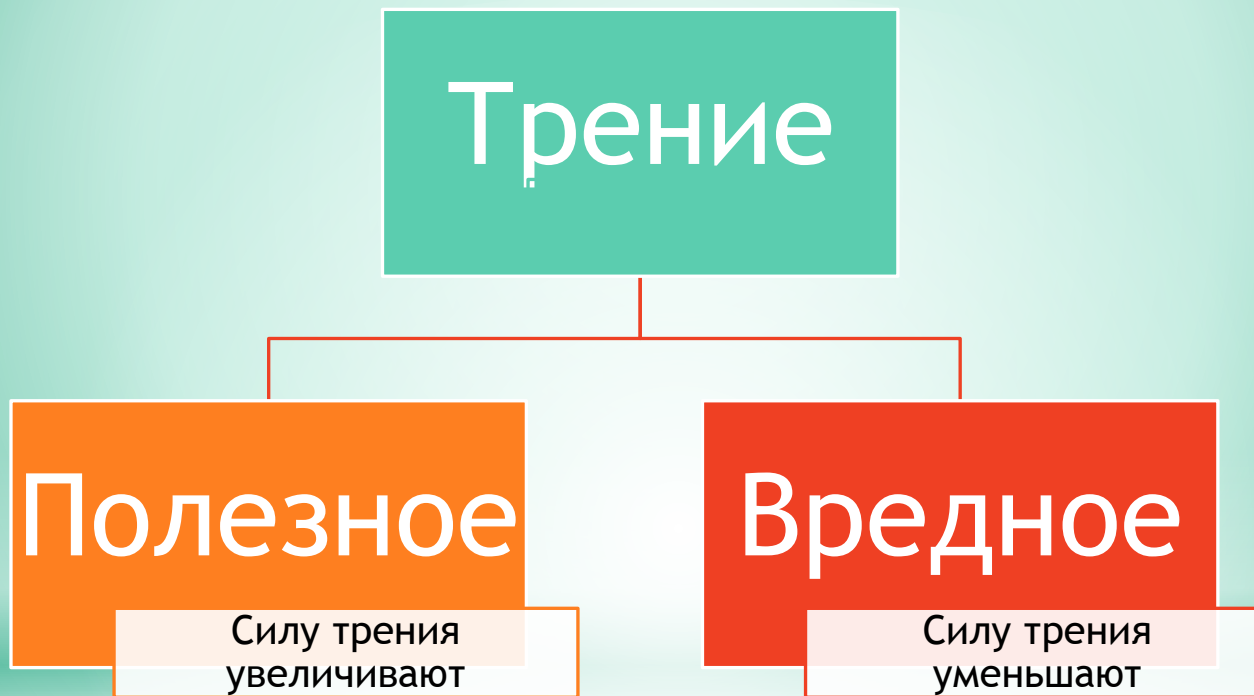 Трение
Полезное
Вредное
Силу трения
увеличивают
Силу трения
уменьшают